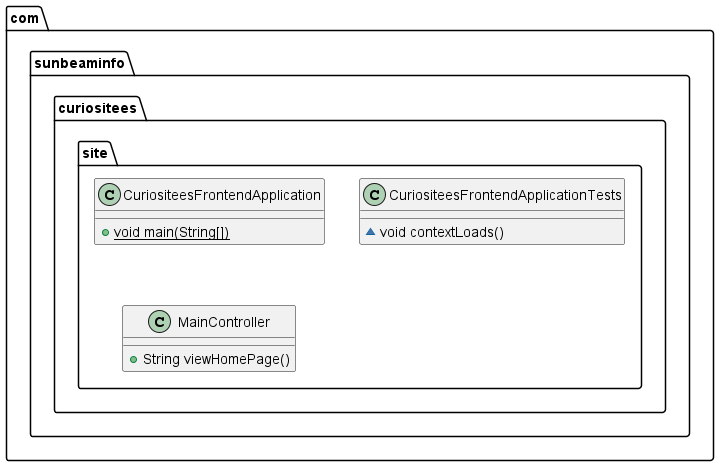 com
sunbeaminfo
curiositees
site
C CuriositeesFrontendApplication
void main(String[])
C CuriositeesFrontendApplicationTests
void contextLoads()
C MainController
String viewHomePage()